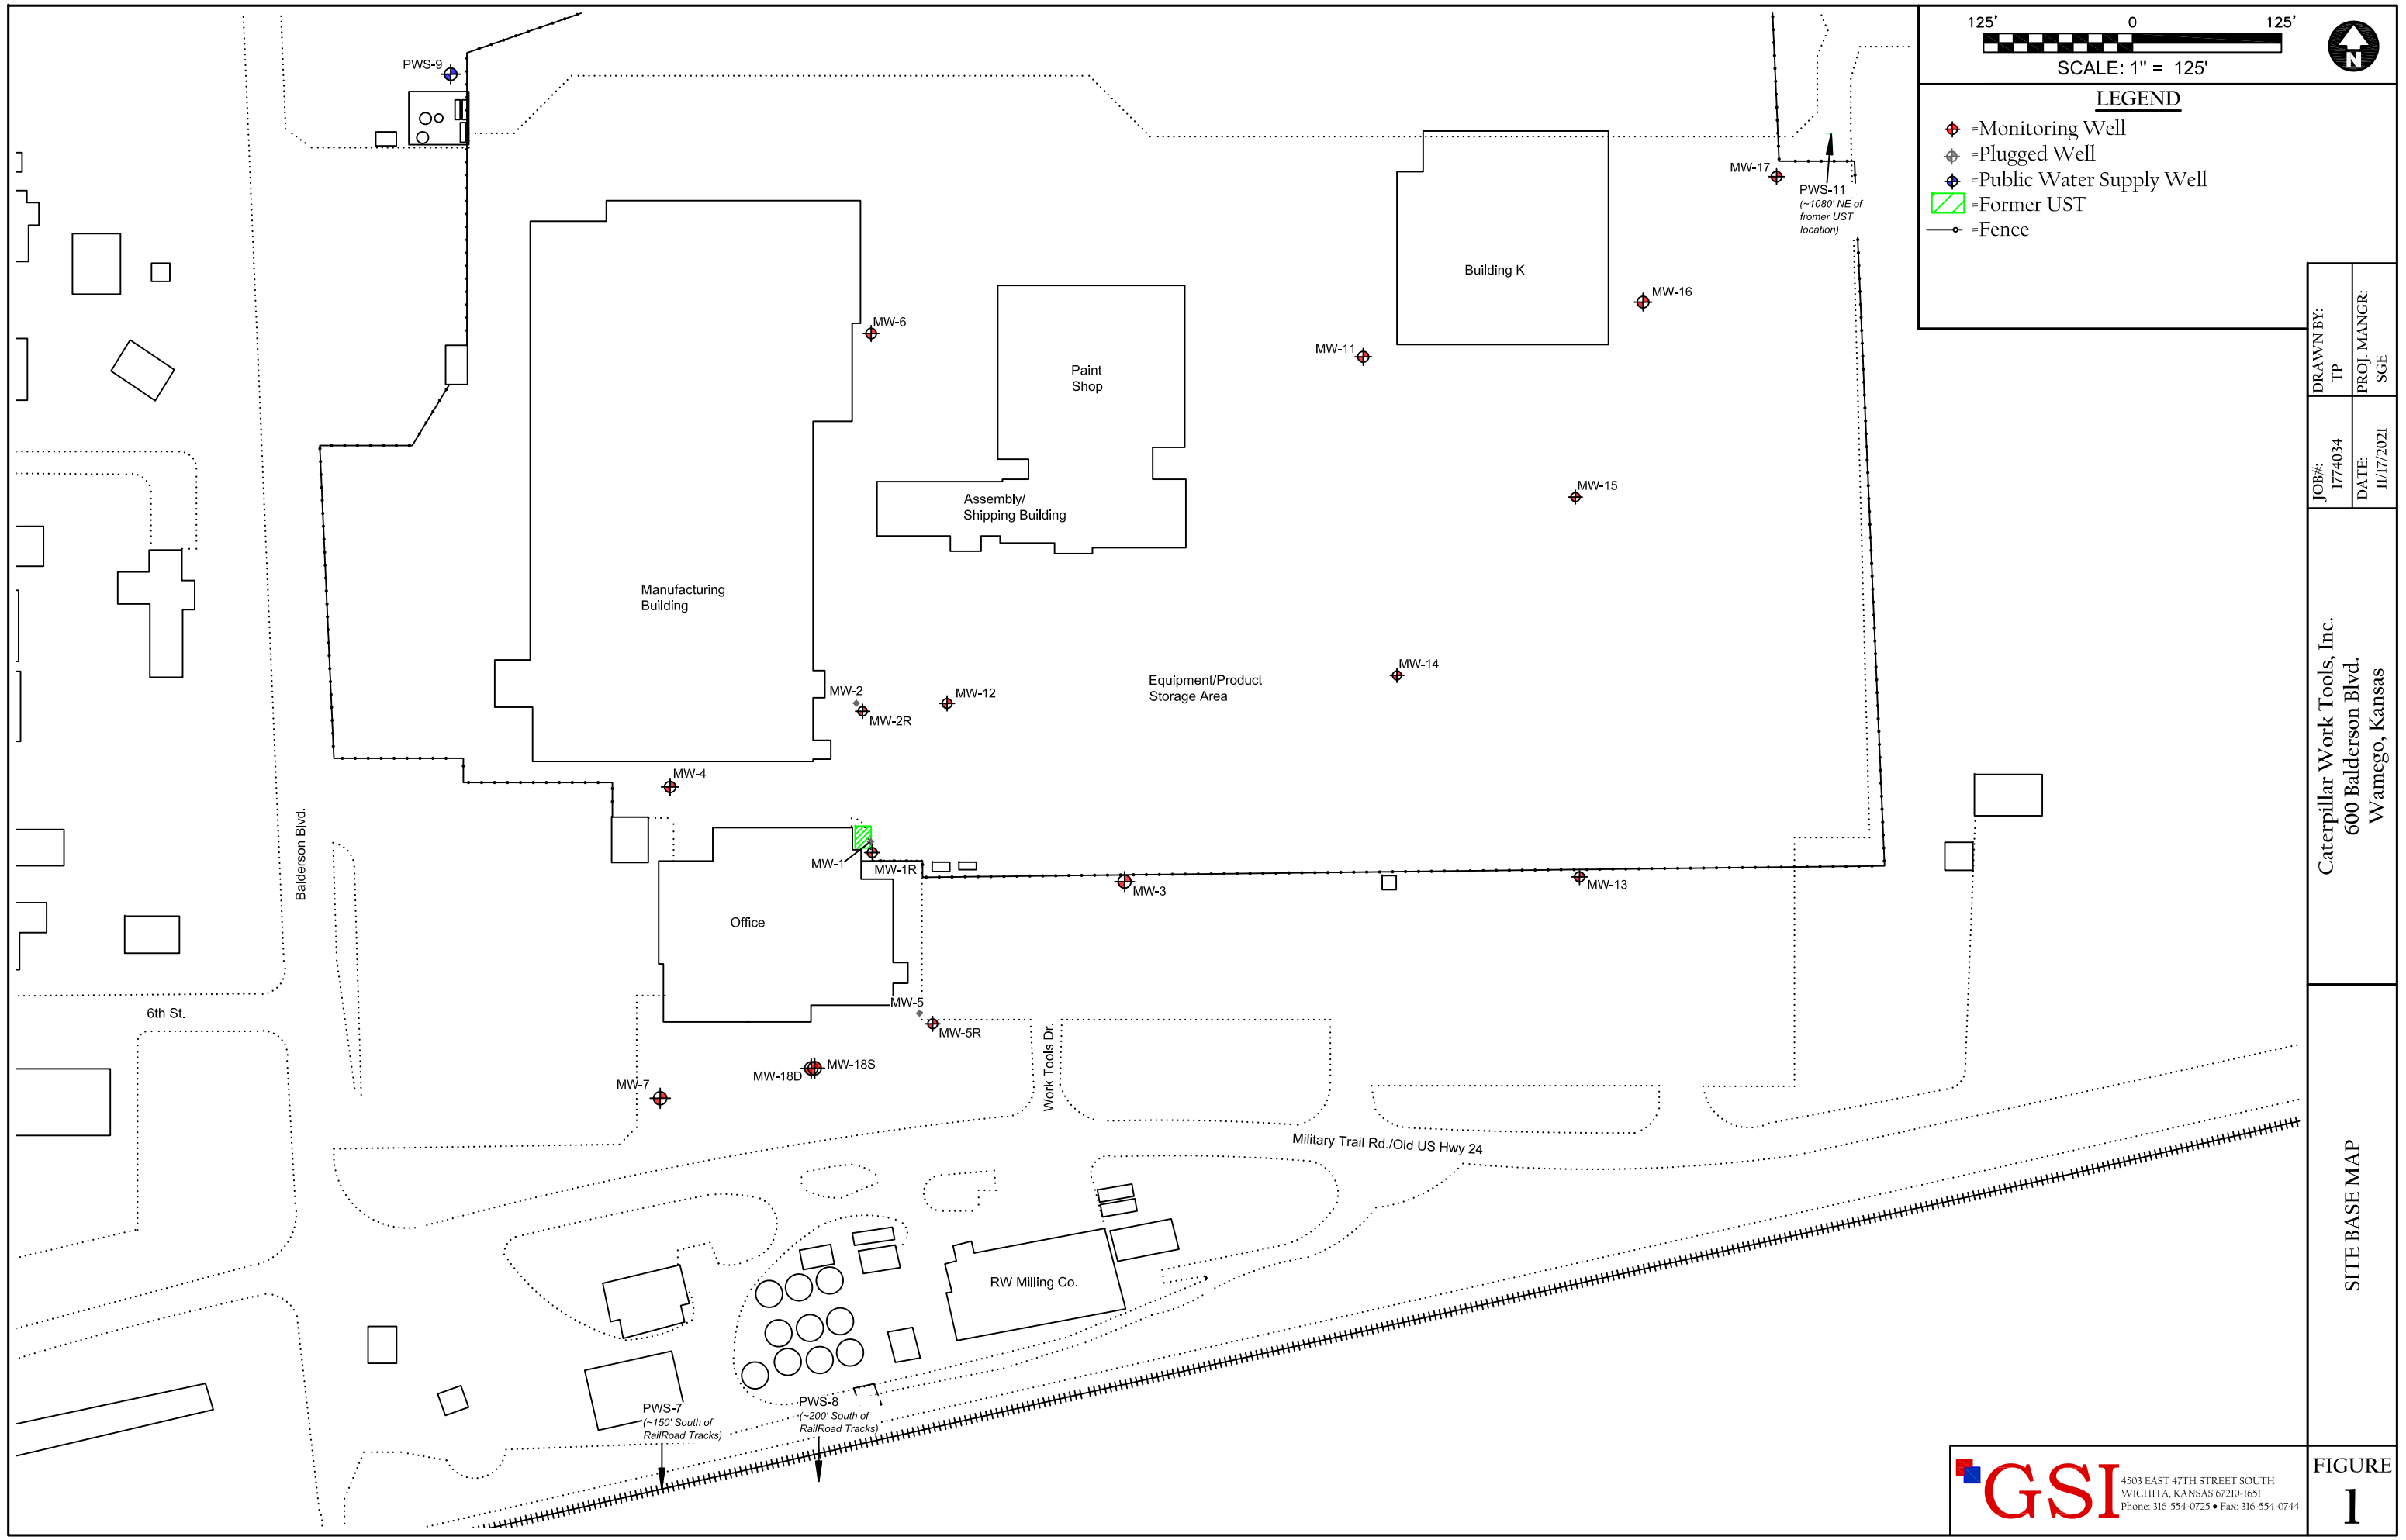 125'
0
125'
SCALE: 1" = 125'
N
LEGEND
=Monitoring Well
=Plugged Well
=Public Water Supply Well
=Former UST
=Fence
PWS-9
MW-17
PWS-11
(~1080' NE of
fromer UST
location)
Building K
MW-16
MW-6
MW-11
Paint
Shop
MW-15
Assembly/
Shipping Building
Manufacturing
Building
MW-14
Equipment/Product
Storage Area
MW-2
MW-12
MW-2R
MW-4
Balderson Blvd.
MW-1
MW-1R
MW-3
MW-13
Office
MW-5
MW-5R
6th St.
Work Tools Dr.
MW-18S
MW-18D
MW-7
Military Trail Rd./Old US Hwy 24
RW Milling Co.
PWS-7
(~150' South of
RailRoad Tracks)
PWS-8
(~200' South of
RailRoad Tracks)
DRAWN BY:
TP
PROJ. MANGR:
SGE
JOB#:
1774034
DATE:
11/17/2021
Caterpillar Work Tools, Inc.
600 Balderson Blvd.
Wamego, Kansas
SITE BASE MAP
GSI
4503 EAST 47TH STREET SOUTH
WICHITA, KANSAS 67210-1651
Phone: 316-554-0725 • Fax: 316-554-0744
FIGURE
1